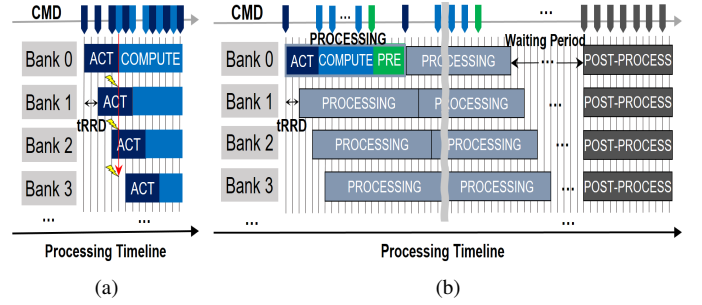 CMD
Bank 0
ACT
COMPUTE
Bank 1
ACT
tRRD
Bank 2
ACT
Bank 3
ACT
...
...
Processing Timeline
(a)
CMD
...
...
PROCESSING
Waiting Period
Bank 0
ACT
COMPUTE
PRE
PROCESSING
POST-PROCESS
Bank 1
PROCESSING
PROCESSING
...
POST-PROCESS
tRRD
Bank 2
PROCESSING
PROCESSING
...
POST-PROCESS
Bank 3
PROCESSING
PROCESSING
...
POST-PROCESS
...
...
Processing Timeline
(b)